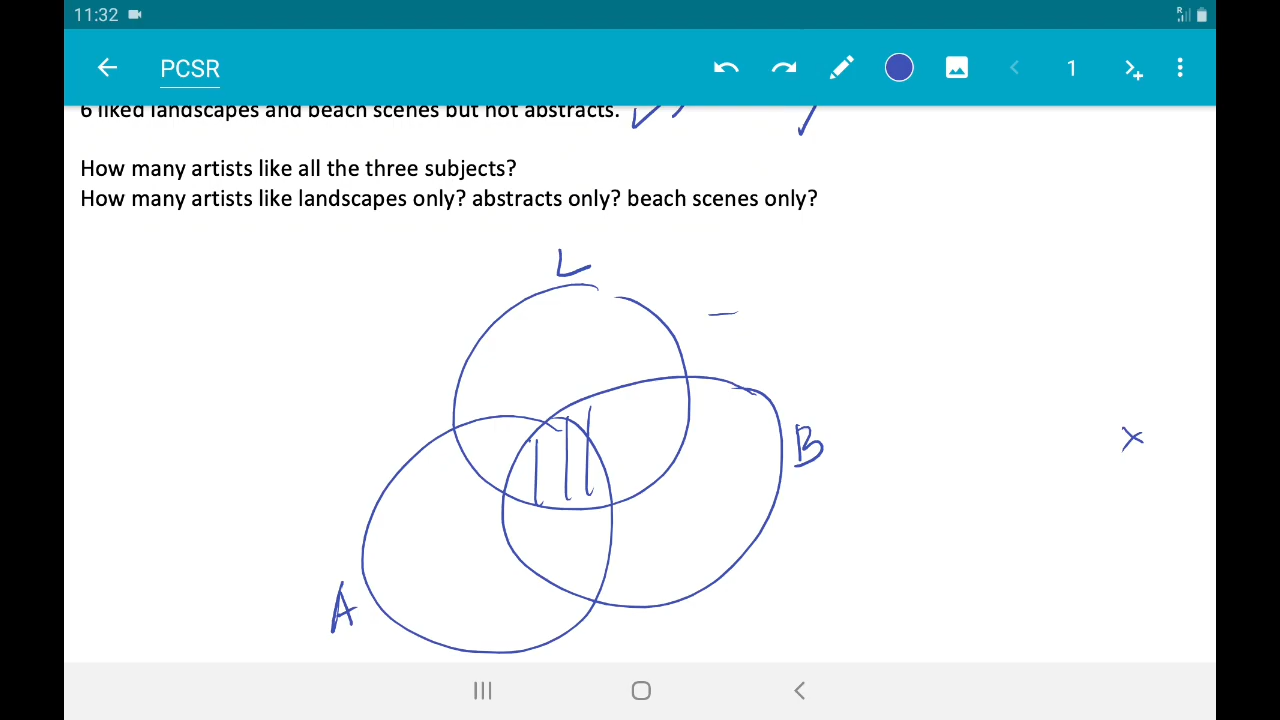 11:32
PCSR
1
6 liked landscapes and beach scenes but not abstracts.
How many artists like all the three subjects?
How many artists like landscapes only? abstracts only? beach scenes only?
L
B
A
x